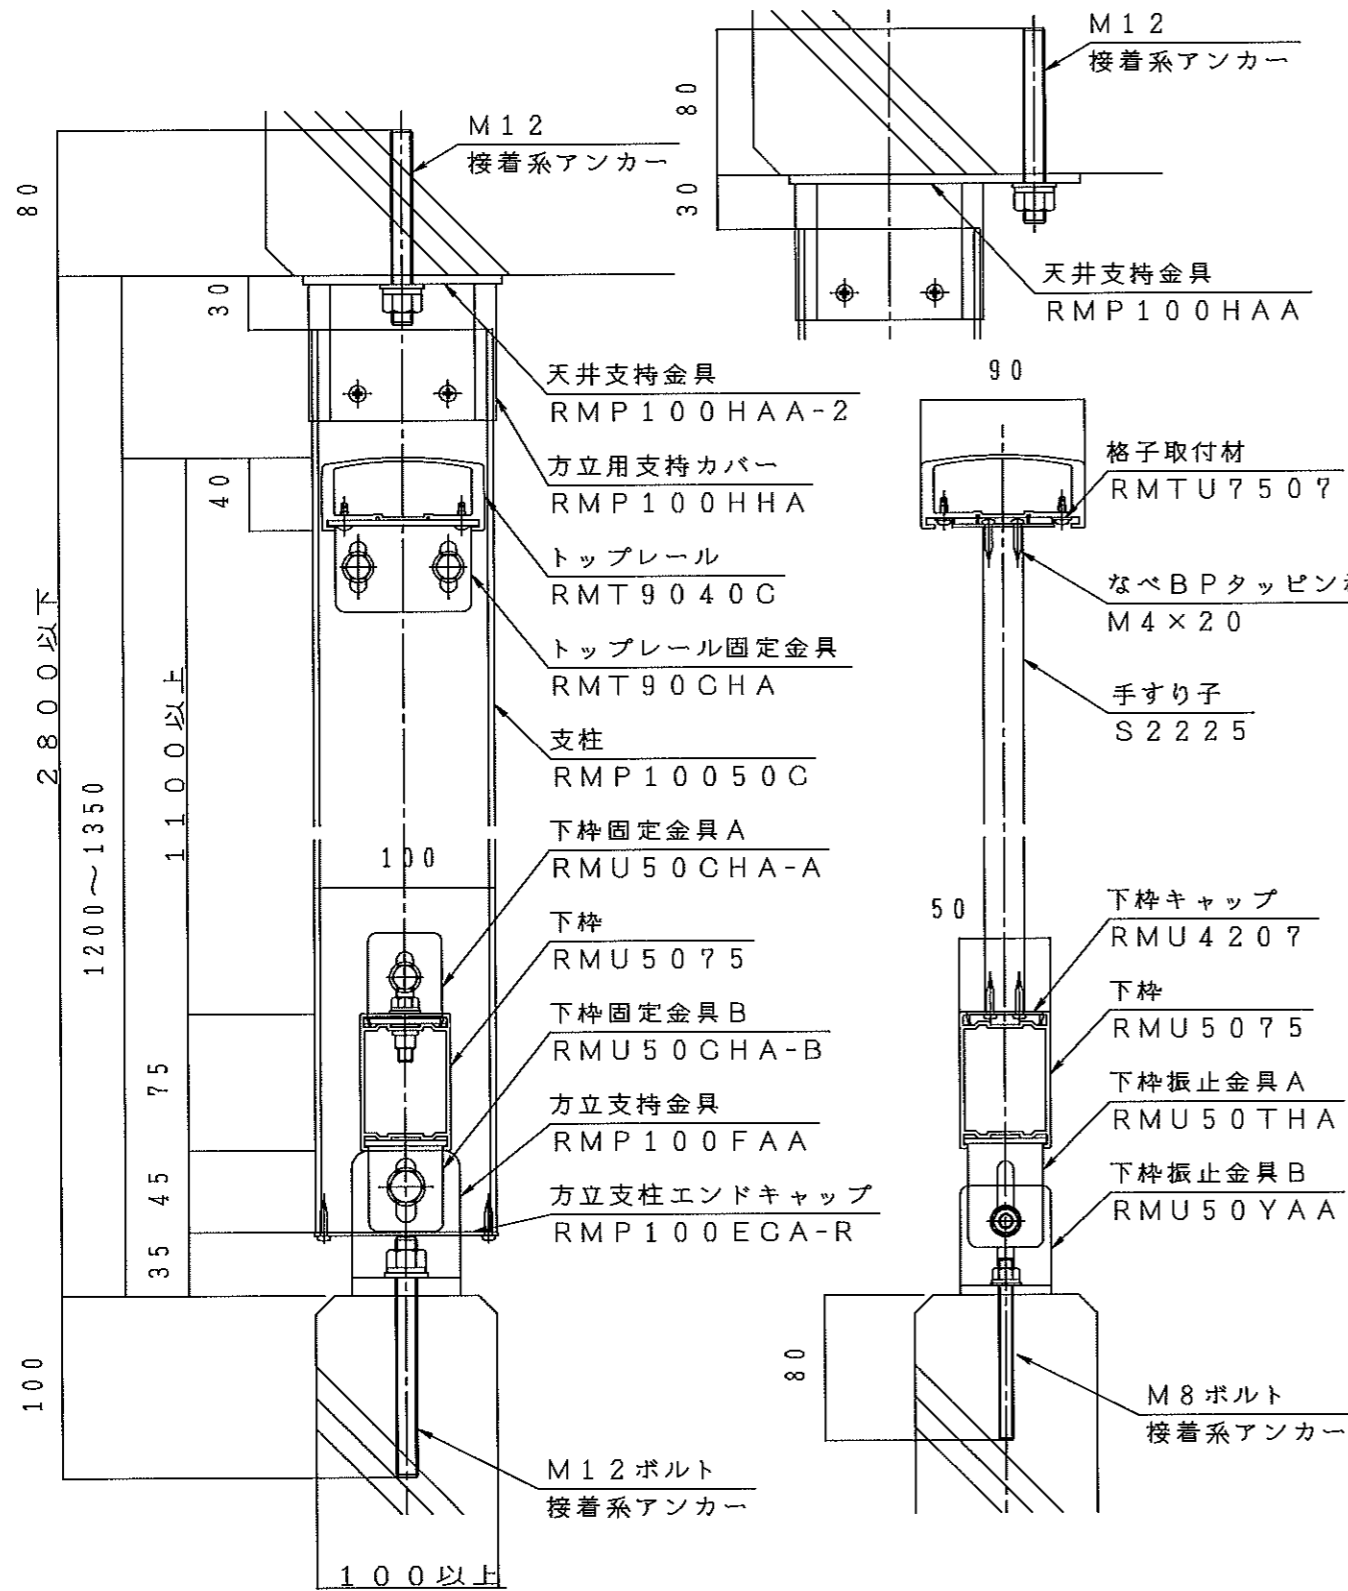 M12
接着系アンカー
80
30
天井支持金具
RMP100HAA
M12
接着系アンカー
80
30
天井支持金具
RMP100HAA-2
方立用支持カバー
RMP100HHA
40
トップレール
RMT9040C
トップレール固定金具
RMT90CHA
支柱
RMP10050C
2800以下
1200～1350
1100以上
100
下枠固定金具A
RMU50CHA-A
下枠
RMU5075
下枠固定金具B
RMU50CHA-B
75
方立支持金具
RMP100FAA
45
方立支柱エンドキャップ
RMP100ECA-R
35
100
M12ボルト
接着系アンカー
100以上
90
格子取付材
RMTU7507
なべBPタッピン
M4×20
手すり子
S2225
50
下枠キャップ
RMU4207
下枠
RMU5075
下枠振止金具A
RMU50THA
下枠振止金具B
RMU50YAA
80
M8ボルト
接着系アンカー